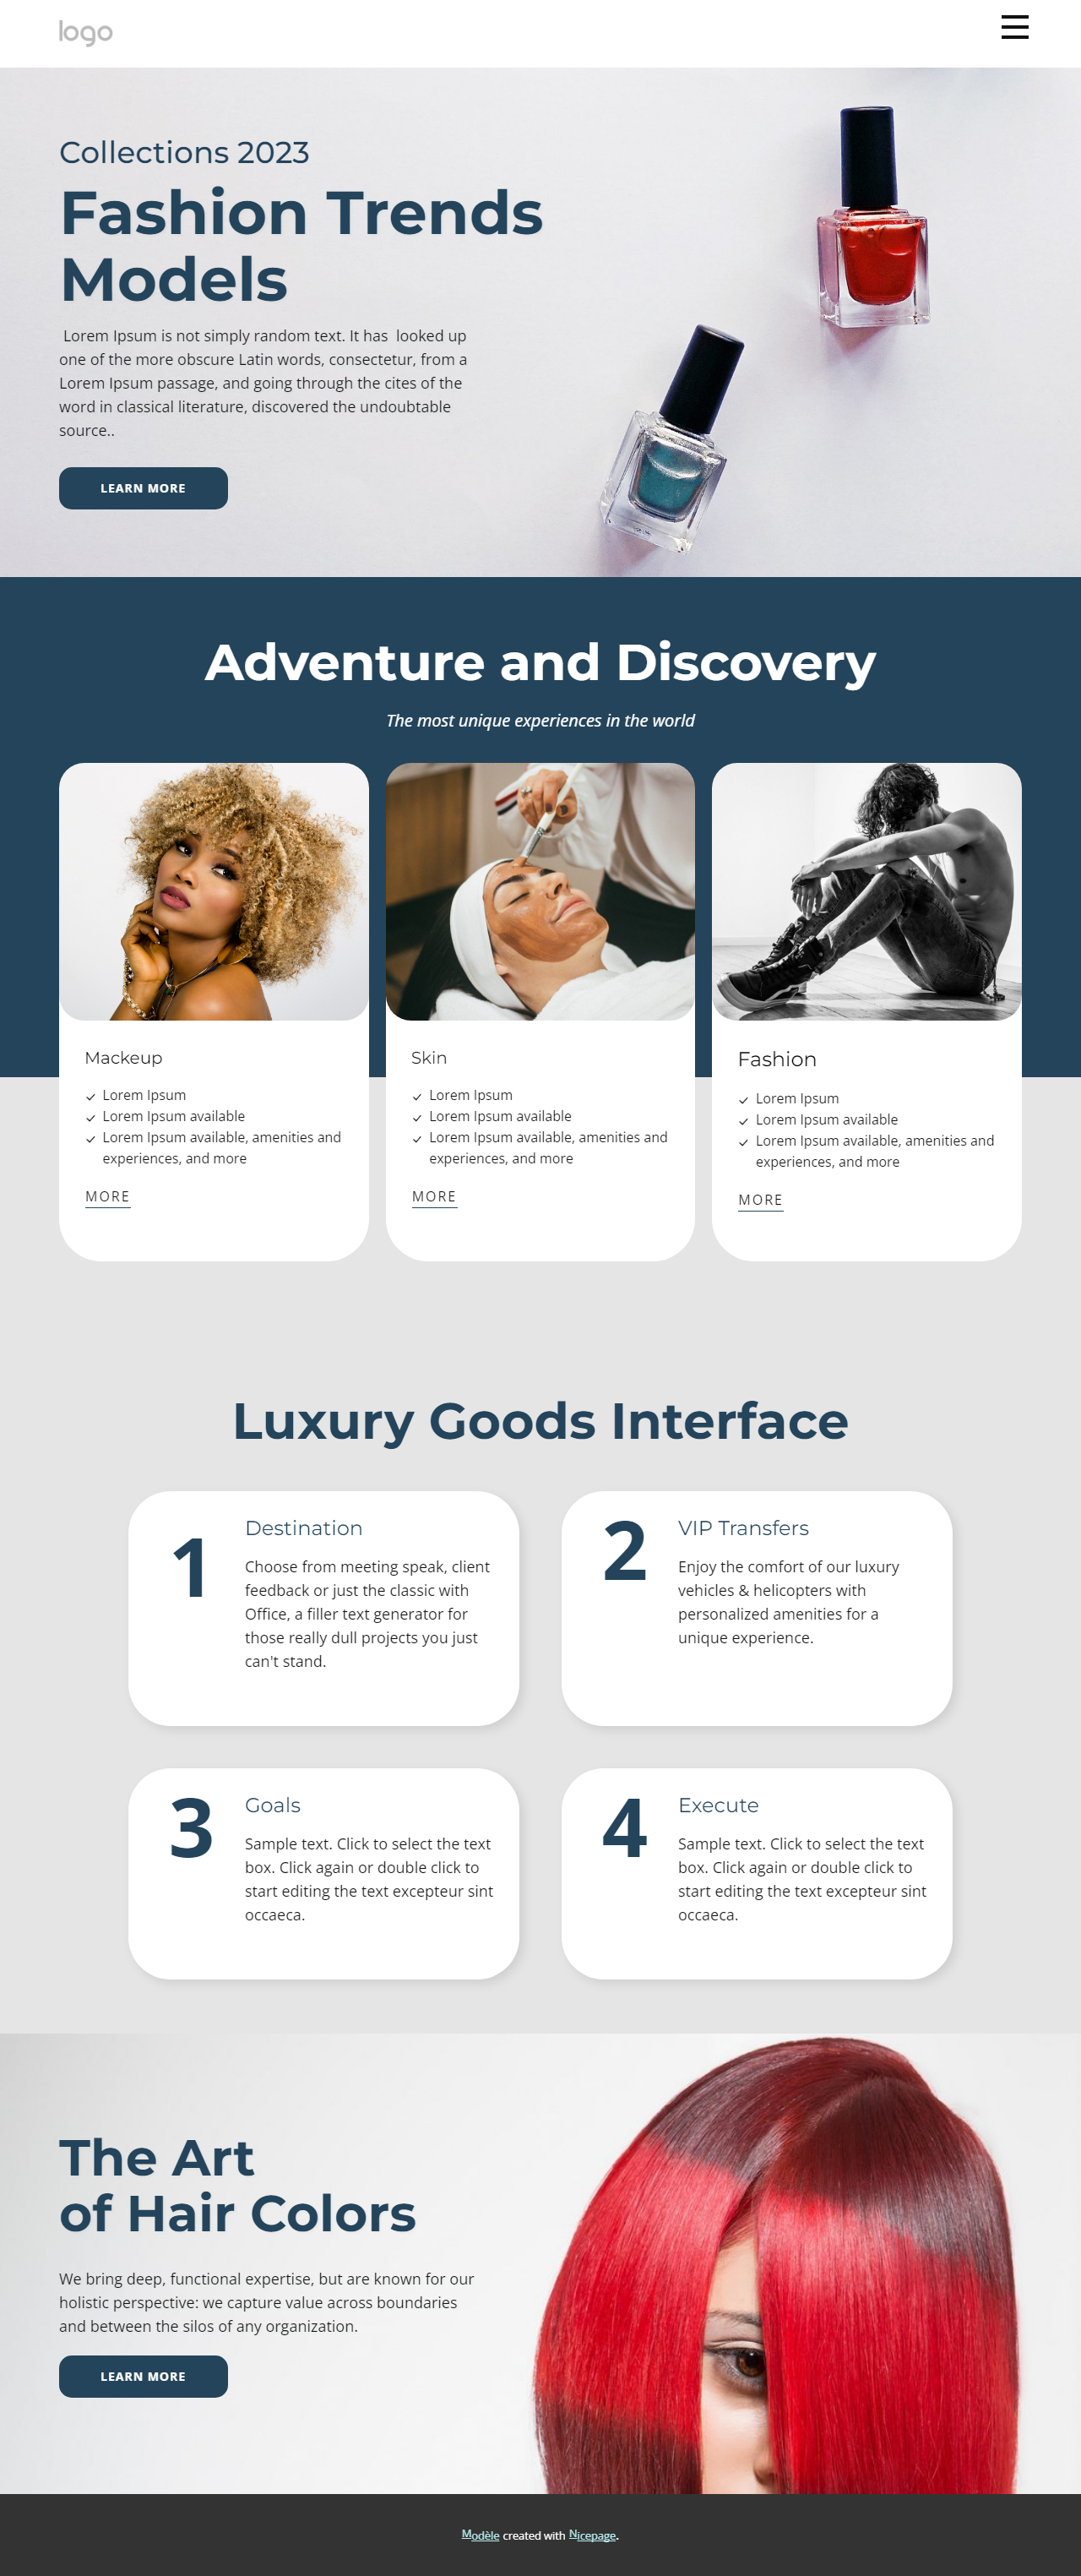 logo
Collections 2023
Fashion Trends
Models
Lorem Ipsum is not simply random text. It has looked up
one of the more obscure Latin words, consectetur, from a
Lorem Ipsum passage, and going through the cites of the
word in classical literature, discovered the undoubtable
source..
LEARN MORE
Adventure and Discovery
The most unique experiences in the world
Mackeup
Lorem Ipsum
Lorem Ipsum available
Lorem Ipsum available, amenities and
experiences, and more
MORE
Skin
Lorem Ipsum
Lorem Ipsum available
Lorem Ipsum available, amenities and
experiences, and more
MORE
Fashion
Lorem Ipsum
Lorem Ipsum available
Lorem Ipsum available, amenities and
experiences, and more
MORE
Luxury Goods Interface
1
Destination
Choose from meeting speak, client
feedback or just the classic with
Office, a filler text generator for
those really dull projects you just
can't stand.
2
VIP Transfers
Enjoy the comfort of our luxury
vehicles & helicopters with
personalized amenities for a
unique experience.
3
Goals
Sample text. Click to select the text
box. Click again or double click to
start editing the text excepteur sint
occaeca.
4
Execute
Sample text. Click to select the text
box. Click again or double click to
start editing the text excepteur sint
occaeca.
The Art
of Hair Colors
We bring deep, functional expertise, but are known for our
holistic perspective: we capture value across boundaries
and between the silos of any organization.
LEARN MORE
Modèle created with Nicepage.